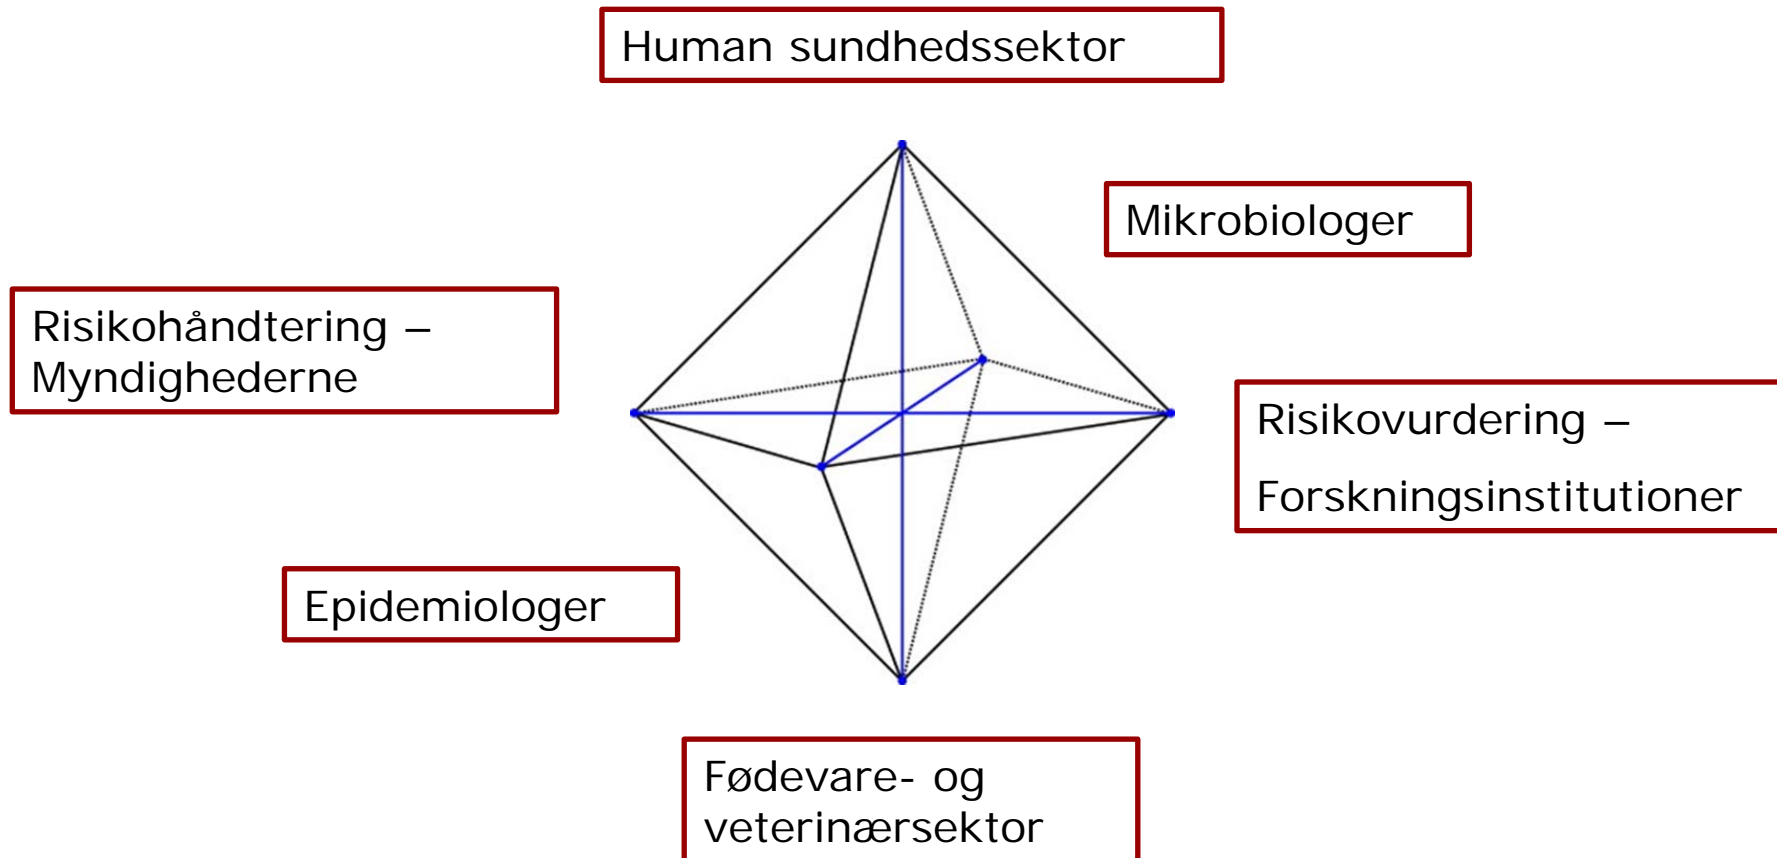 Human sundhedssektor
Mikrobiologer
Risikohåndtering –
Myndighederne
Risikovurdering –
Forskningsinstitutioner
Epidemiologer
Fødevare- og
veterinærsektor